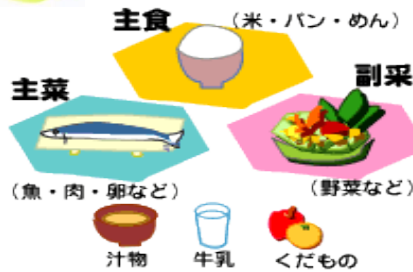 主食
（米・パン・めん）
主菜
副采
（魚・肉・卵など）
（野菜など）
汁物
牛乳
くだもの